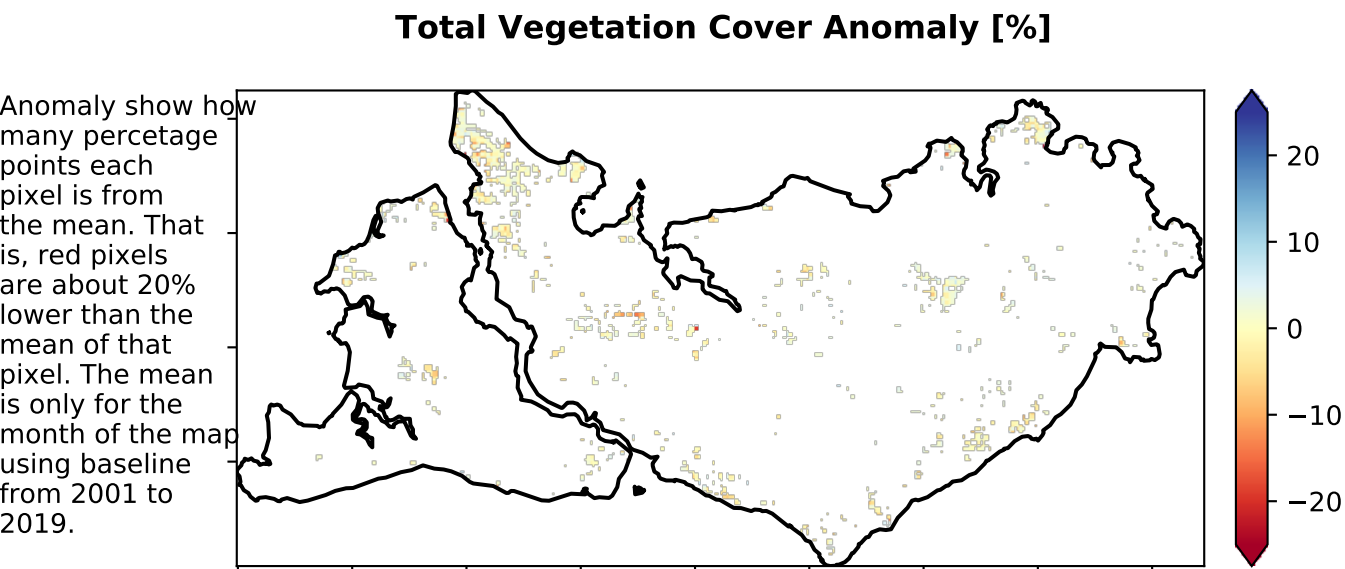 Total Vegetation Cover Anomaly [%]
Anomaly show how
many percetage
points each
pixel is from
the mean. That
is, red pixels
are about 20%
lower than the
mean of that
pixel. The mean
is only for the
month of the map
using baseline
from 2001 to
2019.
20
10
0
−10
−20